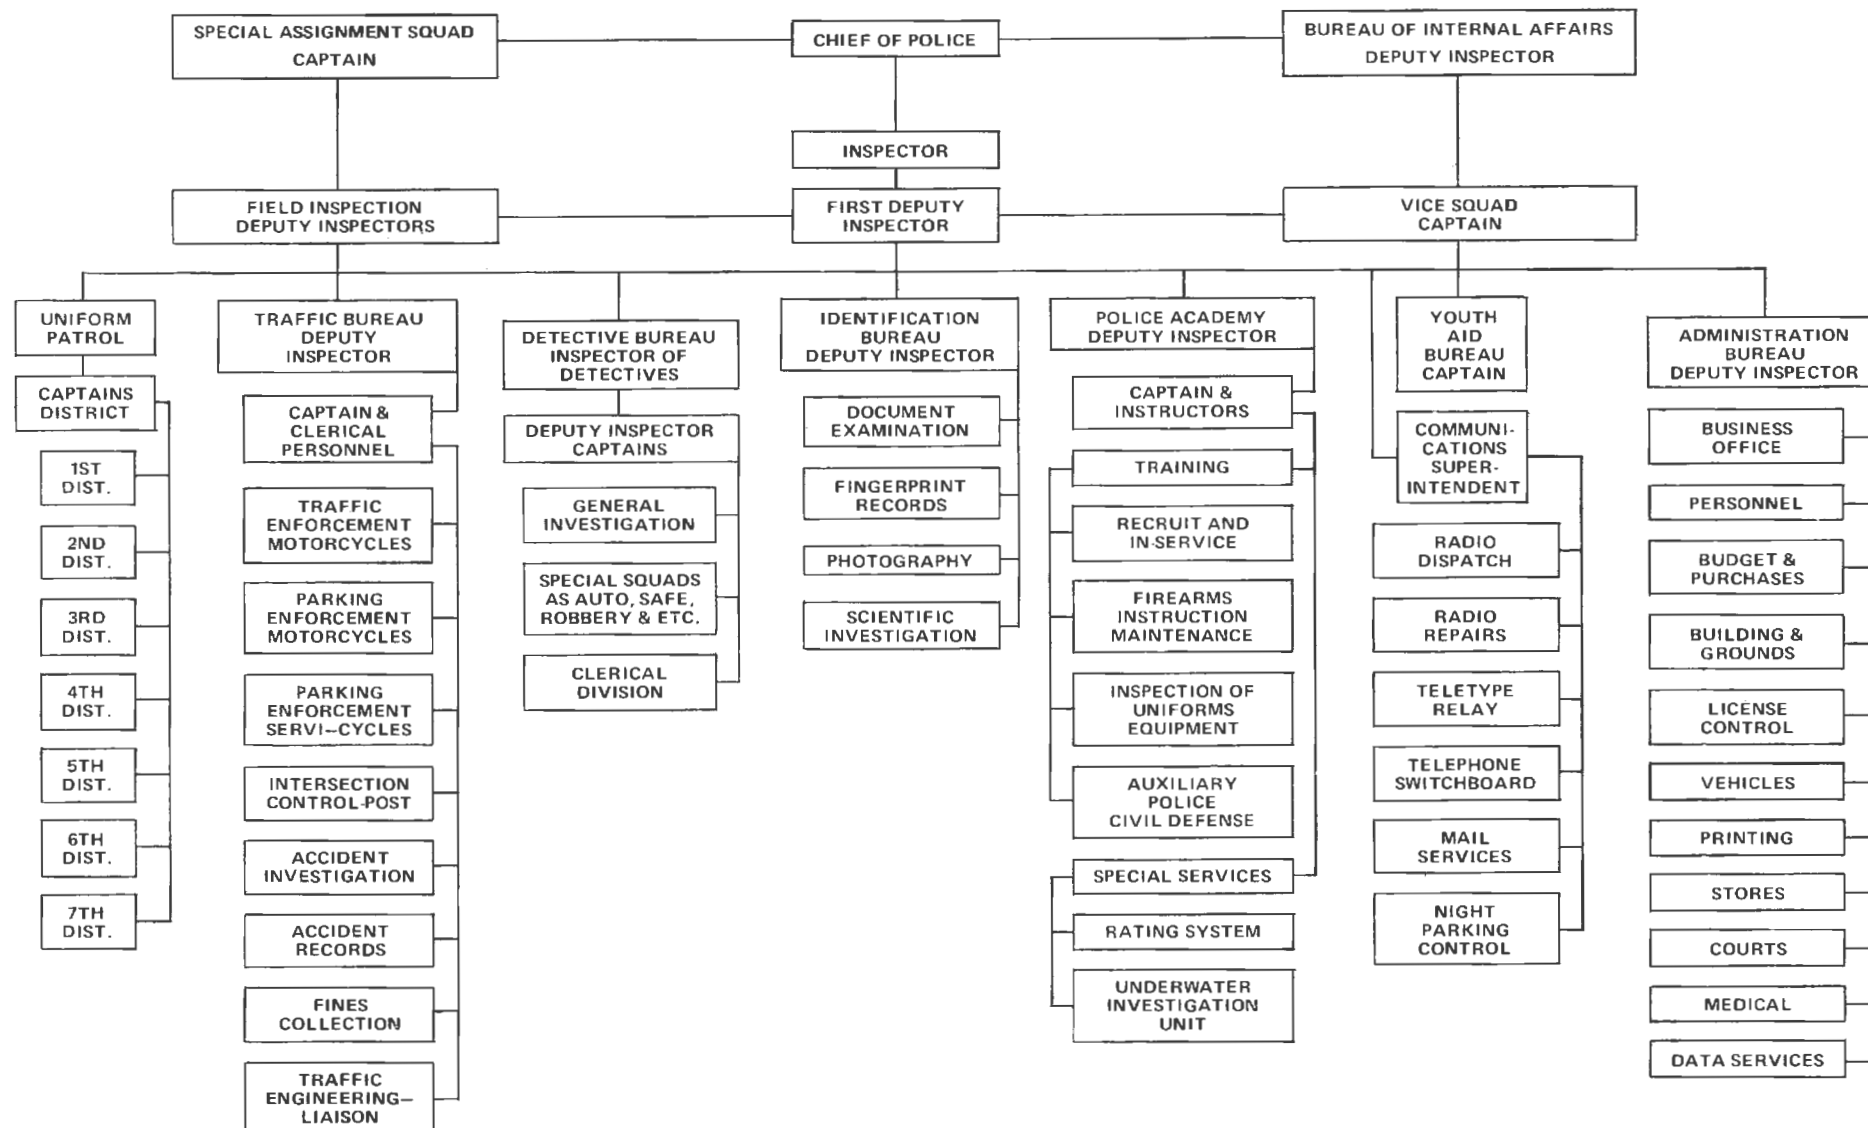 SPECIAL ASSIGNMENT SQUAD
CAPTAIN
CHIEF OF POLICE
BUREAU OF INTERNAL AFFAIRS
DEPUTY INSPECTOR
INSPECTOR
FIELD INSPECTION
DEPUTY INSPECTORS
FIRST DEPUTY
INSPECTOR
VICE SQUAD
CAPTAIN
UNIFORM
PATROL
CAPTAINS
DISTRICT
1ST
DIST.
2ND
DIST.
3RD
DIST.
4TH
DIST.
5TH
DIST.
6TH
DIST.
7TH
DIST.
TRAFFIC BUREAU
DEPUTY
INSPECTOR
CAPTAIN &
CLERICAL
PERSONNEL
TRAFFIC
ENFORCEMENT
MOTORCYCLES
PARKING
ENFORCEMENT
MOTORCYCLES
PARKING
ENFORCEMENT
SERVI–CYCLES
INTERSECTION
CONTROL-POST
ACCIDENT
INVESTIGATION
ACCIDENT
RECORDS
FINES
COLLECTION
TRAFFIC
ENGINEERING–
LIAISON
DETECTIVE BUREAU
INSPECTOR OF
DETECTIVES
DEPUTY INSPECTOR
CAPTAINS
GENERAL
INVESTIGATION
SPECIAL SQUADS
AS AUTO, SAFE,
ROBBERY & ETC.
CLERICAL
DIVISION
IDENTIFICATION
BUREAU
DEPUTY INSPECTOR
DOCUMENT
EXAMINATION
FINGERPRINT
RECORDS
PHOTOGRAPHY
SCIENTIFIC
INVESTIGATION
POLICE ACADEMY
DEPUTY INSPECTOR
CAPTAIN &
INSTRUCTORS
TRAINING
RECRUIT AND
IN-SERVICE
FIREARMS
INSTRUCTION
MAINTENANCE
INSPECTION OF
UNIFORMS
EQUIPMENT
AUXILIARY
POLICE
CIVIL DEFENSE
SPECIAL SERVICES
RATING SYSTEM
UNDERWATER
INVESTIGATION
UNIT
YOUTH
AID
BUREAU
CAPTAIN
COMMUNI-
CATIONS
SUPER-
INTENDENT
RADIO
DISPATCH
RADIO
REPAIRS
TELETYPE
RELAY
TELEPHONE
SWITCHBOARD
MAIL
SERVICES
NIGHT
PARKING
CONTROL
ADMINISTRATION
BUREAU
DEPUTY INSPECTOR
BUSINESS
OFFICE
PERSONNEL
BUDGET &
PURCHASES
BUILDING &
GROUNDS
LICENSE
CONTROL
VEHICLES
PRINTING
STORES
COURTS
MEDICAL
DATA SERVICES